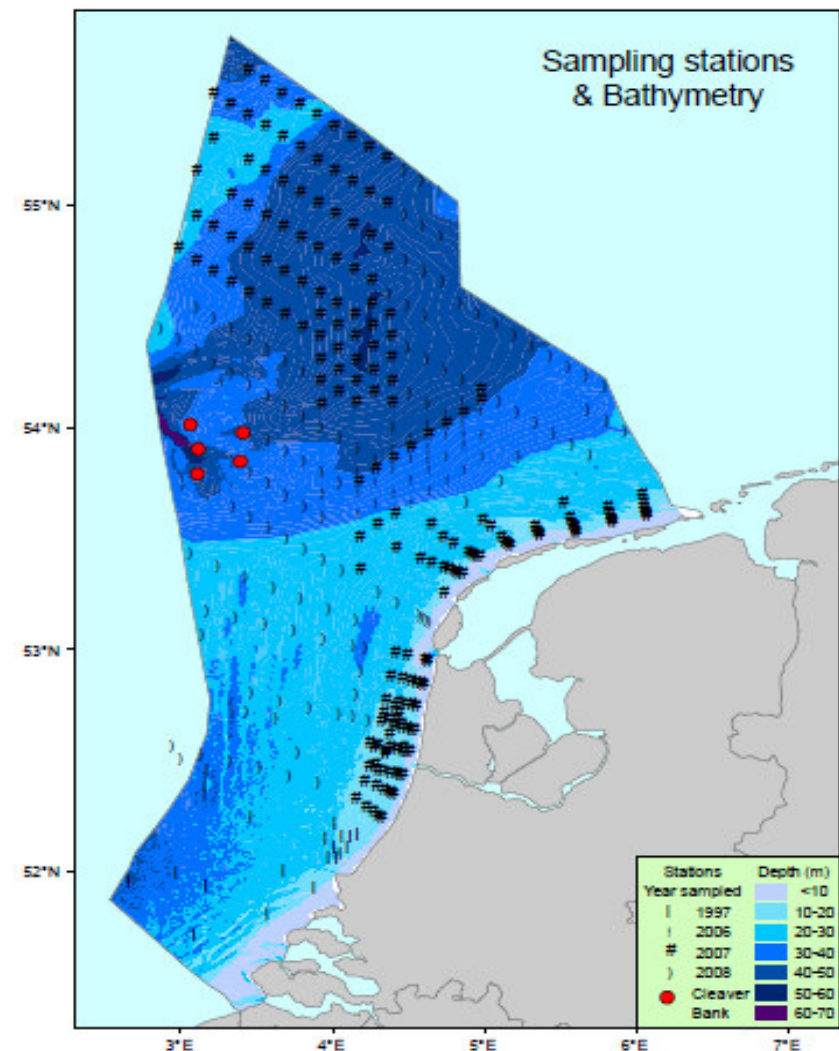 Sampling stations
& Bathymetry
55°N
54°N
53°N
52°N
3°E 4°E 5°E 6°E 7°E
Stations Depth (m)
Year sampled <10
| 1997 10-20
ı 2006 20-30
# 2007 30-40
) 2008 40-50
Cleaver 50-60
Bank 60-70